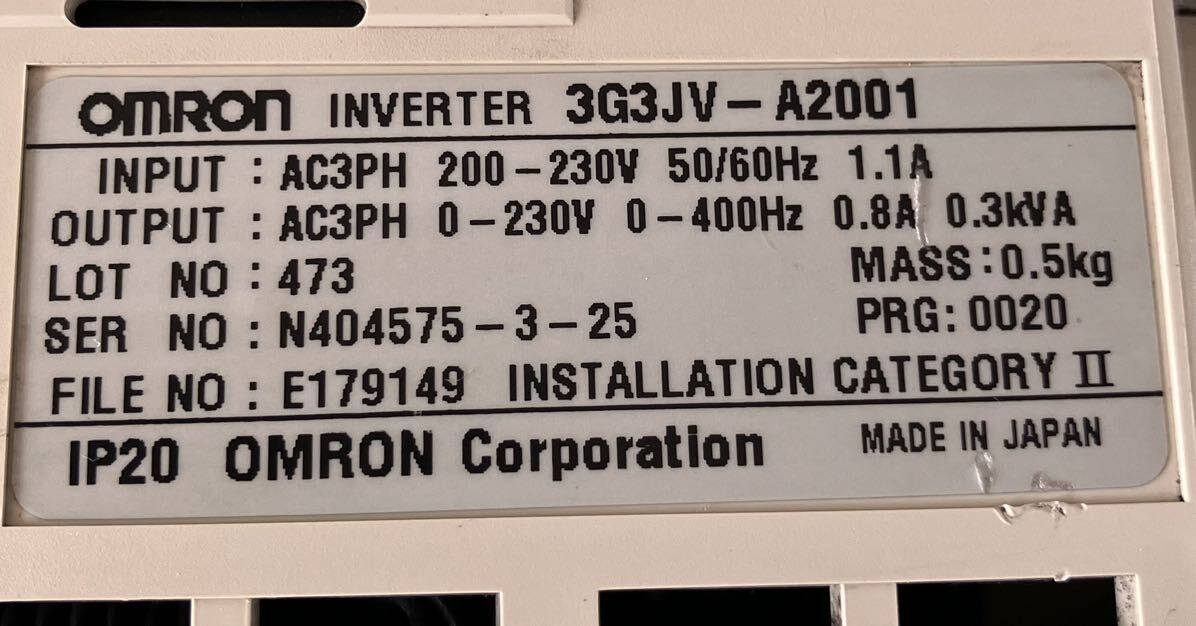 OMRON INVERTER 3G3JV-A2001
INPUT : AC3PH 200-230V 50/60Hz 1.1A
OUTPUT : AC3PH 0-230V 0-400Hz 0.8A 0.3kVA
LOT NO : 473 MASS : 0.5kg
SER NO : N404575-3-25 PRG : 0020
FILE NO : E179149 INSTALLATION CATEGORY II
IP20 OMRON Corporation MADE IN JAPAN